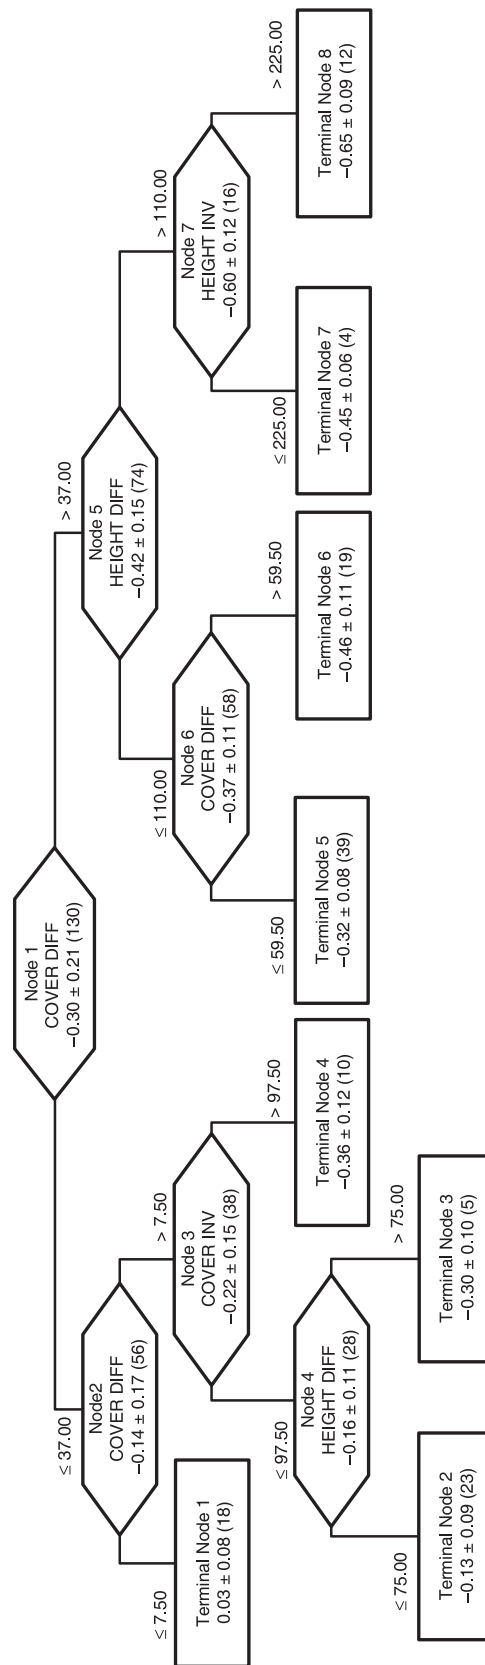 Node 1
COVER DIFF
−0.30 ± 0.21 (130)
≤ 37.00
> 37.00
Node2
COVER DIFF
−0.14 ± 0.17 (56)
Node 5
HEIGHT DIFF
−0.42 ± 0.15 (74)
≤ 7.50
> 7.50
≤ 110.00
> 110.00
Terminal Node 1
0.03 ± 0.08 (18)
Node 3
COVER INV
−0.22 ± 0.15 (38)
Node 6
COVER DIFF
−0.37 ± 0.11 (58)
Node 7
HEIGHT INV
−0.60 ± 0.12 (16)
≤ 97.50
> 97.50
≤ 59.50
> 59.50
≤ 225.00
> 225.00
Node 4
HEIGHT DIFF
−0.16 ± 0.11 (28)
Terminal Node 4
−0.36 ± 0.12 (10)
Terminal Node 5
−0.32 ± 0.08 (39)
Terminal Node 6
−0.46 ± 0.11 (19)
Terminal Node 7
−0.45 ± 0.06 (4)
Terminal Node 8
−0.65 ± 0.09 (12)
≤ 75.00
> 75.00
Terminal Node 2
−0.13 ± 0.09 (23)
Terminal Node 3
−0.30 ± 0.10 (5)